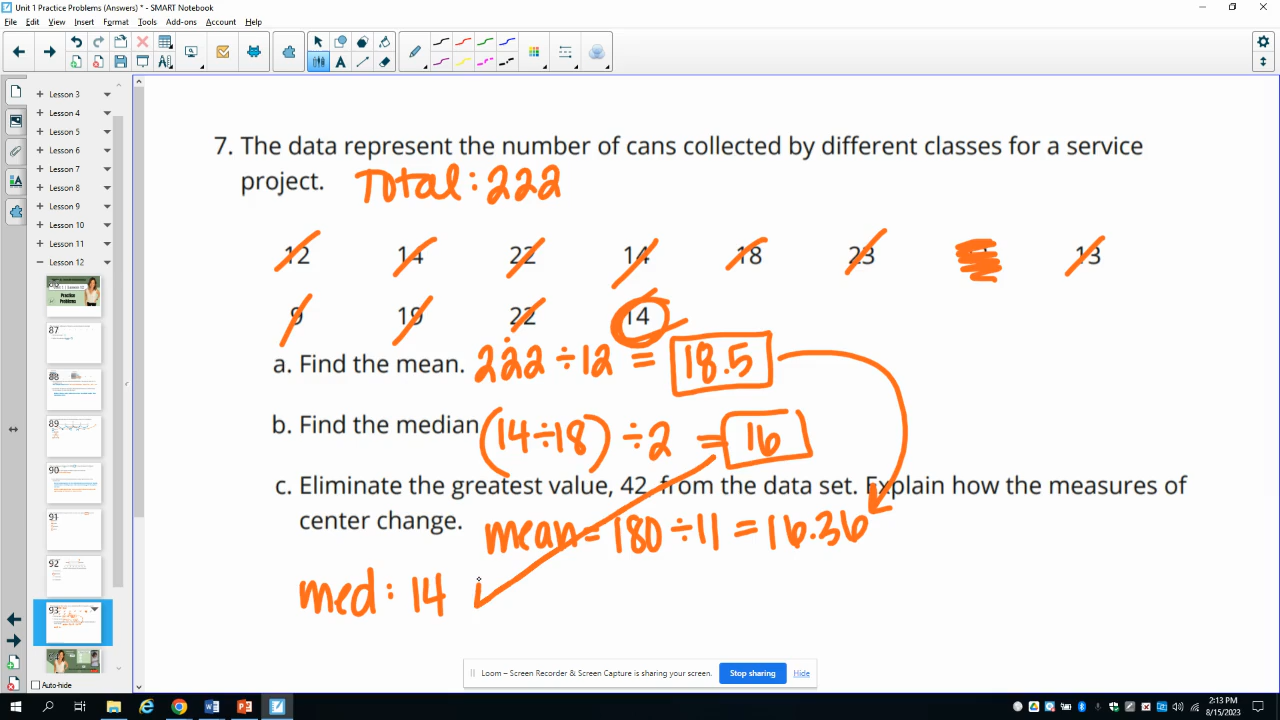 Unit 1 Practice Problems (Answers) * - SMART Notebook
File Edit View Insert Format Tools Add-ons Account Help
Lesson 3
Lesson 4
Lesson 5
Lesson 6
Lesson 7
Lesson 8
Lesson 9
Lesson 10
Lesson 11
Lesson 12
Practice
Problems
87
88
89
90
91
92
93
Auto-hide
7. The data represent the number of cans collected by different classes for a service
project. Total: 222
12 14 22 14 18 23 13
9 19 22 14
a. Find the mean. 222 ÷ 12 = 18.5
b. Find the median (14 ÷ 18) ÷ 2 = 16
c. Eliminate the greatest value, 42, from the data set. Explain how the measures of
center change. mean = 180 ÷ 11 = 16.36
med: 14
Loom – Screen Recorder & Screen Capture is sharing your screen. Stop sharing Hide
2:13 PM
8/15/2023